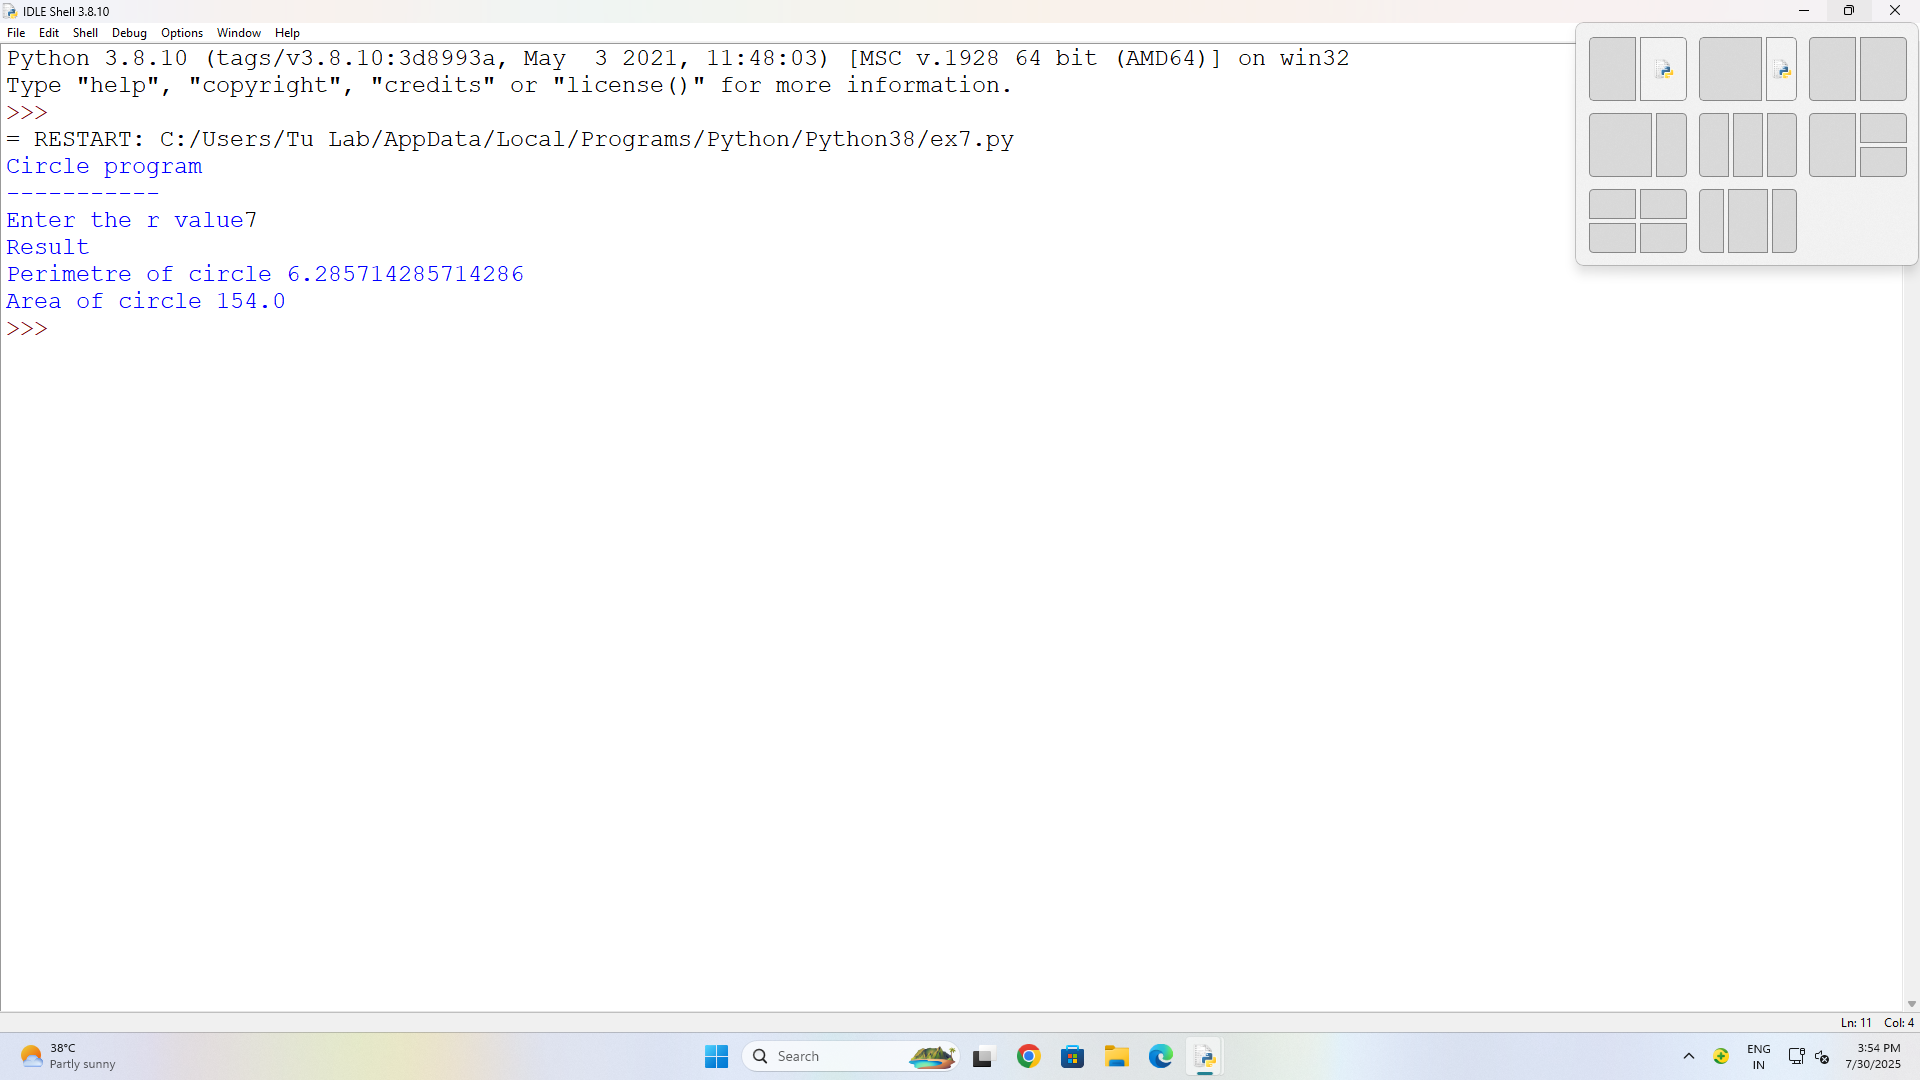 IDLE Shell 3.8.10
File Edit Shell Debug Options Window Help
Python 3.8.10 (tags/v3.8.10:3d8993a, May  3 2021, 11:48:03) [MSC v.1928 64 bit (AMD64)] on win32
Type "help", "copyright", "credits" or "license()" for more information.
>>>
= RESTART: C:/Users/Tu Lab/AppData/Local/Programs/Python/Python38/ex7.py
Circle program
-----------
Enter the r value7
Result
Perimetre of circle 6.285714285714286
Area of circle 154.0
>>>
Ln: 11 Col: 4
38°C
Partly sunny
Search
ENG
IN
3:54 PM
7/30/2025